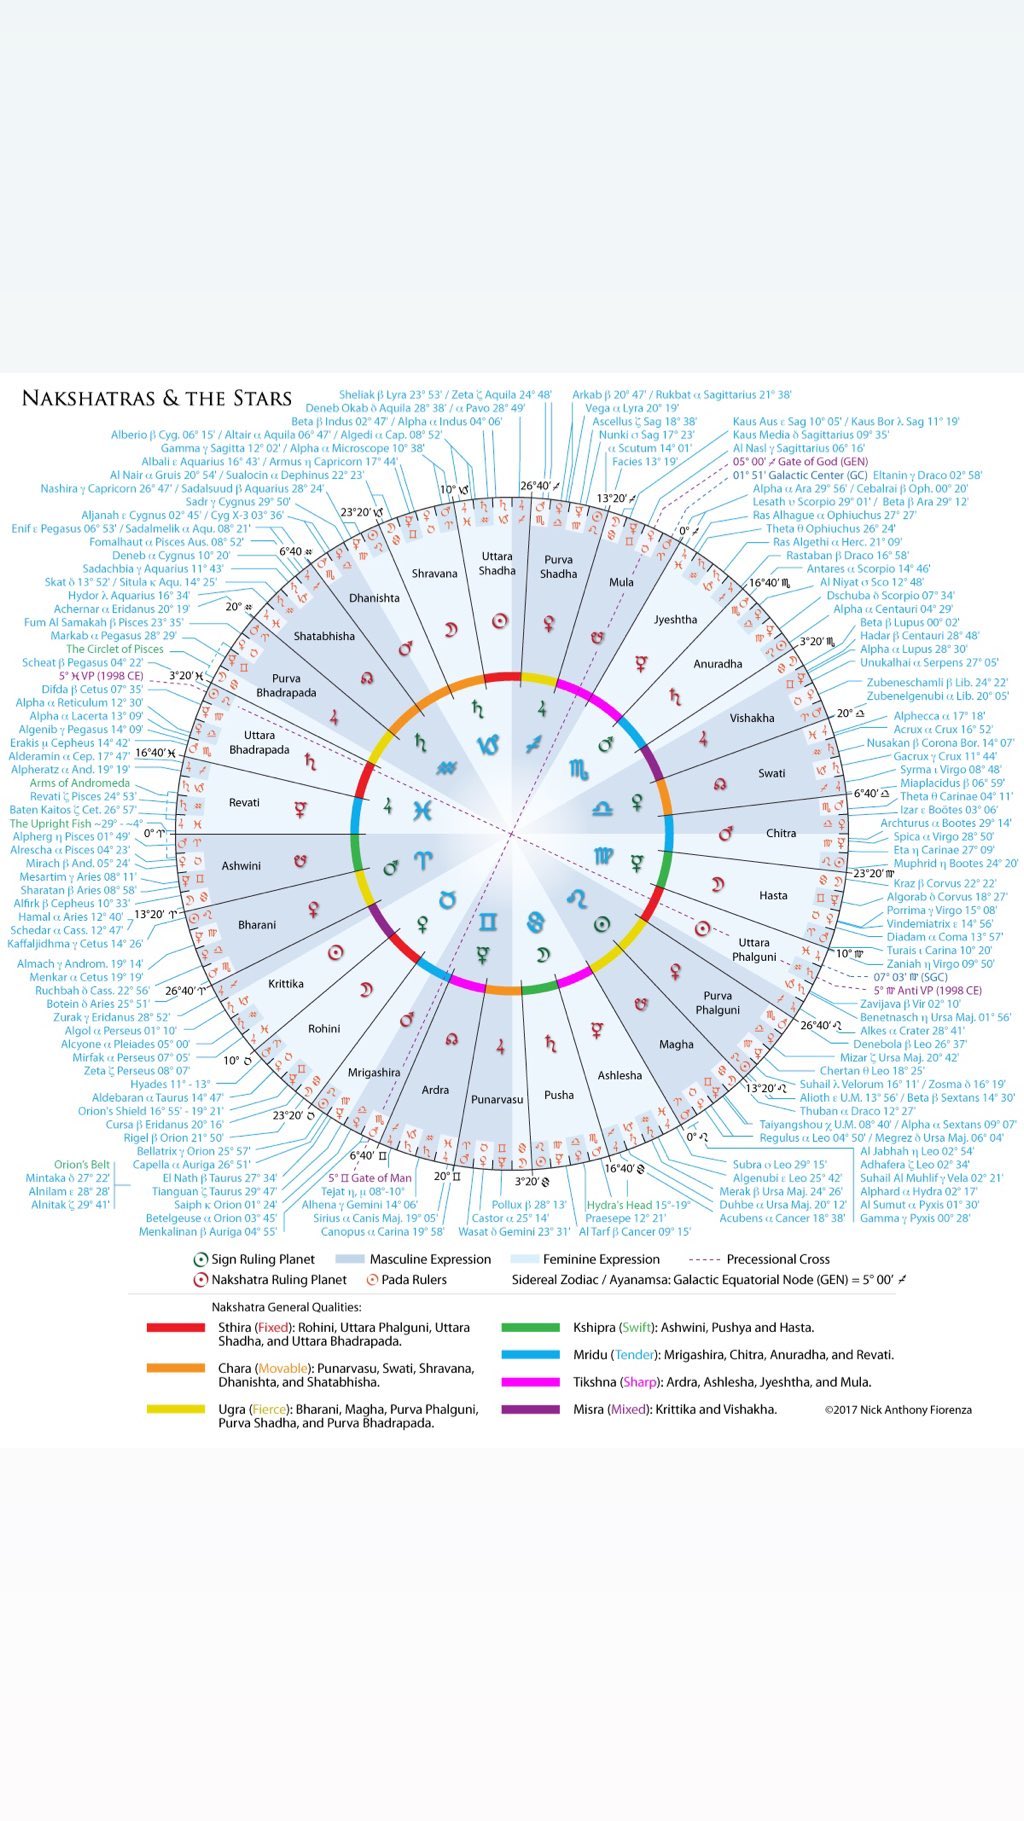 NAKSHATRAS & THE STARS
Sheliak β Lyra 23° 53' / Zeta ζ Aquila 24° 48'
Deneb Okab δ Aquila 28° 38' / α Pavo 28° 49'
Beta β Indus 02° 47' / Alpha α Indus 04° 06'
Alberio β Cyg. 06° 15' / Altair α Aquila 06° 47' / Algedi α Cap. 08° 52'
Gamma γ Sagitta 12° 02' / Alpha α Microscope 10° 38'
Albali ε Aquarius 16° 43' / Armus η Capricorn 17° 44'
Al Nair α Gruis 20° 54' / Sualocin α Dephinus 22° 23'
Nashira γ Capricorn 26° 47' / Sadalsuud β Aquarius 28° 24'
Sadr γ Cygnus 29° 50'
Aljanah ε Cygnus 02° 45' / Cyg X-3 03° 36'
Enif ε Pegasus 06° 53' / Sadalmelik α Aqu. 08° 21'
Fomalhaut α Pisces Aus. 08° 52'
Deneb α Cygnus 10° 20'
Sadachbia γ Aquarius 11° 43'
Skat δ 13° 52' / Situla κ Aqu. 14° 25'
Hydor λ Aquarius 16° 34'
Achernar α Eridanus 20° 19'
Fum Al Samakah β Pisces 23° 35'
Markab α Pegasus 28° 29'
The Circlet of Pisces
Scheat β Pegasus 04° 22'
5° ♓ VP (1998 CE)
Difda β Cetus 07° 35'
Alpha α Reticulum 12° 30'
Alpha α Lacerta 13° 09'
Algenib γ Pegasus 14° 09'
Erakis μ Cepheus 14° 42'
Alderamin α Cep. 17° 47'
Alpheratz α And. 19° 19'
Arms of Andromeda
Revati ζ Pisces 24° 53'
Baten Kaitos ζ Cet. 26° 57'
The Upright Fish ~29° - ~4°
Alpherg η Pisces 01° 49'
Alrescha α Pisces 04° 23'
Mirach β And. 05° 24'
Mesartim γ Aries 08° 11'
Sharatan β Aries 08° 58'
Alfirk β Cepheus 10° 33'
Hamal α Aries 12° 40'
Schedar α Cass. 12° 47'
Kaffaljidhma γ Cetus 14° 26'
Almach γ Androm. 19° 14'
Menkar α Cetus 19° 19'
Ruchbah δ Cass. 22° 56'
Botein δ Aries 25° 51'
Zurak γ Eridanus 28° 52'
Algol α Perseus 01° 10'
Alcyone α Pleiades 05° 00'
Mirfak α Perseus 07° 05'
Zeta ζ Perseus 08° 07'
Hyades 11° - 13°
Aldebaran α Taurus 14° 47'
Orion's Shield 16° 55' - 19° 21'
Cursa β Eridanus 20° 16'
Rigel β Orion 21° 50'
Bellatrix γ Orion 25° 57'
Capella α Auriga 26° 51'
El Nath β Taurus 27° 34'
Tianguan ζ Taurus 29° 47'
Saiph κ Orion 01° 24'
Betelgeuse α Orion 03° 45'
Menkalinan β Auriga 04° 55'
Orion's Belt
Mintaka δ 27° 22'
Alnilam ε 28° 28'
Alnitak ζ 29° 41'
5° ♊ Gate of Man
Tejat η, μ 08°-10°
Alhena γ Gemini 14° 06'
Sirius α Canis Maj. 19° 05'
Canopus α Carina 19° 58'
Pollux β 28° 13'
Castor α 25° 14'
Wasat δ Gemini 23° 31'
Hydra's Head 15°-19°
Praesepe 12° 21'
Al Tarf β Cancer 09° 15'
Subra ο Leo 29° 15'
Algenubi ε Leo 25° 42'
Merak β Ursa Maj. 24° 26'
Duhbe α Ursa Maj. 20° 12'
Acubens α Cancer 18° 38'
Al Jabhah η Leo 02° 54'
Adhafera ζ Leo 02° 34'
Suhail Al Muhlif γ Vela 02° 21'
Alphard α Hydra 02° 17'
Al Sumut α Pyxis 01° 30'
Gamma γ Pyxis 00° 28'
Arkab β 20° 47' / Rukbat α Sagittarius 21° 38'
Vega α Lyra 20° 19'
Ascellus ζ Sag 18° 38'
Nunki σ Sag 17° 23'
α Scutum 14° 01'
Facies 13° 19'
Kaus Aus ε Sag 10° 05' / Kaus Bor λ Sag 11° 19'
Kaus Media δ Sagittarius 09° 35'
Al Nasl γ Sagittarius 06° 16'
05° 00' ♐ Gate of God (GEN)
01° 51' Galactic Center (GC) Eltanin γ Draco 02° 58'
Alpha α Ara 29° 56' / Cebalrai β Oph. 00° 20'
Lesath υ Scorpio 29° 01' / Beta β Ara 29° 12'
Ras Alhague α Ophiuchus 27° 27'
Theta θ Ophiuchus 26° 24'
Ras Algethi α Herc. 21° 09'
Rastaban β Draco 16° 58'
Antares α Scorpio 14° 46'
Al Niyat σ Sco 12° 48'
Dschuba δ Scorpio 07° 34'
Alpha α Centauri 04° 29'
Beta β Lupus 00° 02'
Hadar β Centauri 28° 48'
Alpha α Lupus 28° 30'
Unukalhai α Serpens 27° 05'
Zubeneschamli β Lib. 24° 22'
Zubenelgenubi α Lib. 20° 05'
Alphecca α 17° 18'
Acrux α Crux 16° 52'
Nusakan β Corona Bor. 14° 07'
Gacrux γ Crux 11° 44'
Syrma ι Virgo 08° 48'
Miaplacidus β 06° 59'
Theta θ Carinae 04° 11'
Izar ε Boötes 03° 06'
Archturus α Bootes 29° 14'
Spica α Virgo 28° 50'
Eta η Carinae 27° 09'
Muphrid η Bootes 24° 20'
Kraz β Corvus 22° 22'
Algorab δ Corvus 18° 27'
Porrima γ Virgo 15° 08'
Vindemiatrix ε 14° 56'
Diadam α Coma 13° 57'
Turais ι Carina 10° 20'
Zaniah η Virgo 09° 50'
07° 03' ♍ (SGC)
5° ♍ Anti VP (1998 CE)
Zavijava β Vir 02° 10'
Benetnasch η Ursa Maj. 01° 56'
Alkes α Crater 28° 41'
Denebola β Leo 26° 37'
Mizar ζ Ursa Maj. 20° 42'
Chertan θ Leo 18° 25'
Suhail λ Velorum 16° 11' / Zosma δ 16° 19'
Alioth ε U.M. 13° 56' / Beta β Sextans 14° 30'
Thuban α Draco 12° 27'
Taiyangshou χ U.M. 08° 40' / Alpha α Sextans 09° 07'
Regulus α Leo 04° 50' / Megrez δ Ursa Maj. 06° 04'
10° ♑
26°40' ♐
13°20' ♐
0° ♐
16°40' ♏
3°20' ♏
20° ♎
6°40' ♎
23°20' ♍
10° ♍
26°40' ♌
13°20' ♌
0° ♌
16°40' ♋
3°20' ♋
20° ♊
6°40' ♊
23°20' ♉
10° ♉
26°40' ♈
13°20' ♈
0° ♈
16°40' ♓
3°20' ♓
20° ♒
6°40' ♒
23°20' ♑
Uttara Shadha
Purva Shadha
Mula
Jyeshtha
Anuradha
Vishakha
Swati
Chitra
Hasta
Uttara Phalguni
Purva Phalguni
Magha
Ashlesha
Pusha
Punarvasu
Ardra
Mrigashira
Rohini
Krittika
Bharani
Ashwini
Revati
Uttara Bhadrapada
Purva Bhadrapada
Shatabhisha
Dhanishta
Shravana
Sign Ruling Planet
Masculine Expression
Feminine Expression
Precessional Cross
Nakshatra Ruling Planet
Pada Rulers
Sidereal Zodiac / Ayanamsa: Galactic Equatorial Node (GEN) = 5° 00' ♐
Nakshatra General Qualities:
Sthira (Fixed): Rohini, Uttara Phalguni, Uttara
Shadha, and Uttara Bhadrapada.
Chara (Movable): Punarvasu, Swati, Shravana,
Dhanishta, and Shatabhisha.
Ugra (Fierce): Bharani, Magha, Purva Phalguni,
Purva Shadha, and Purva Bhadrapada.
Kshipra (Swift): Ashwini, Pushya and Hasta.
Mridu (Tender): Mrigashira, Chitra, Anuradha, and Revati.
Tikshna (Sharp): Ardra, Ashlesha, Jyeshtha, and Mula.
Misra (Mixed): Krittika and Vishakha.
©2017 Nick Anthony Fiorenza